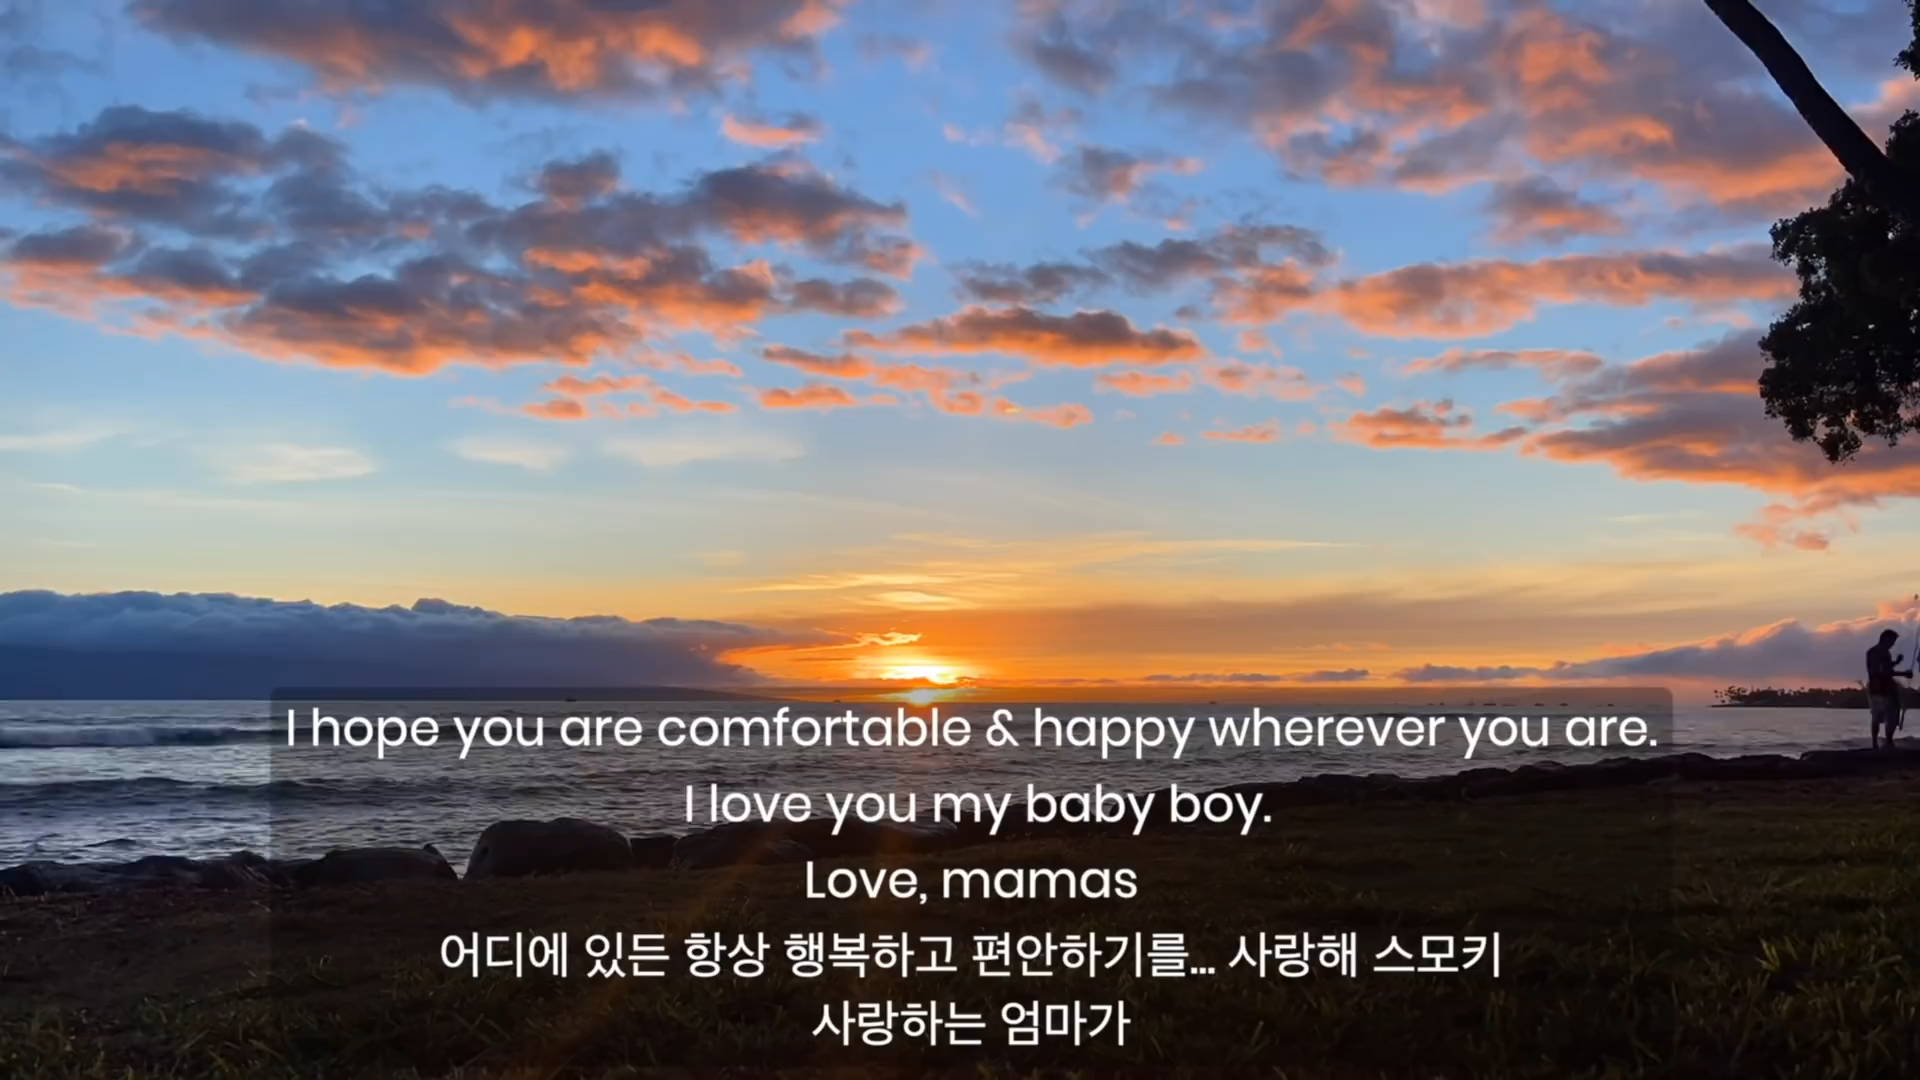 I hope you are comfortable & happy wherever you are.
I love you my baby boy.
Love, mamas
어디에 있든 항상 행복하고 편안하기를... 사랑해 스모키
사랑하는 엄마가